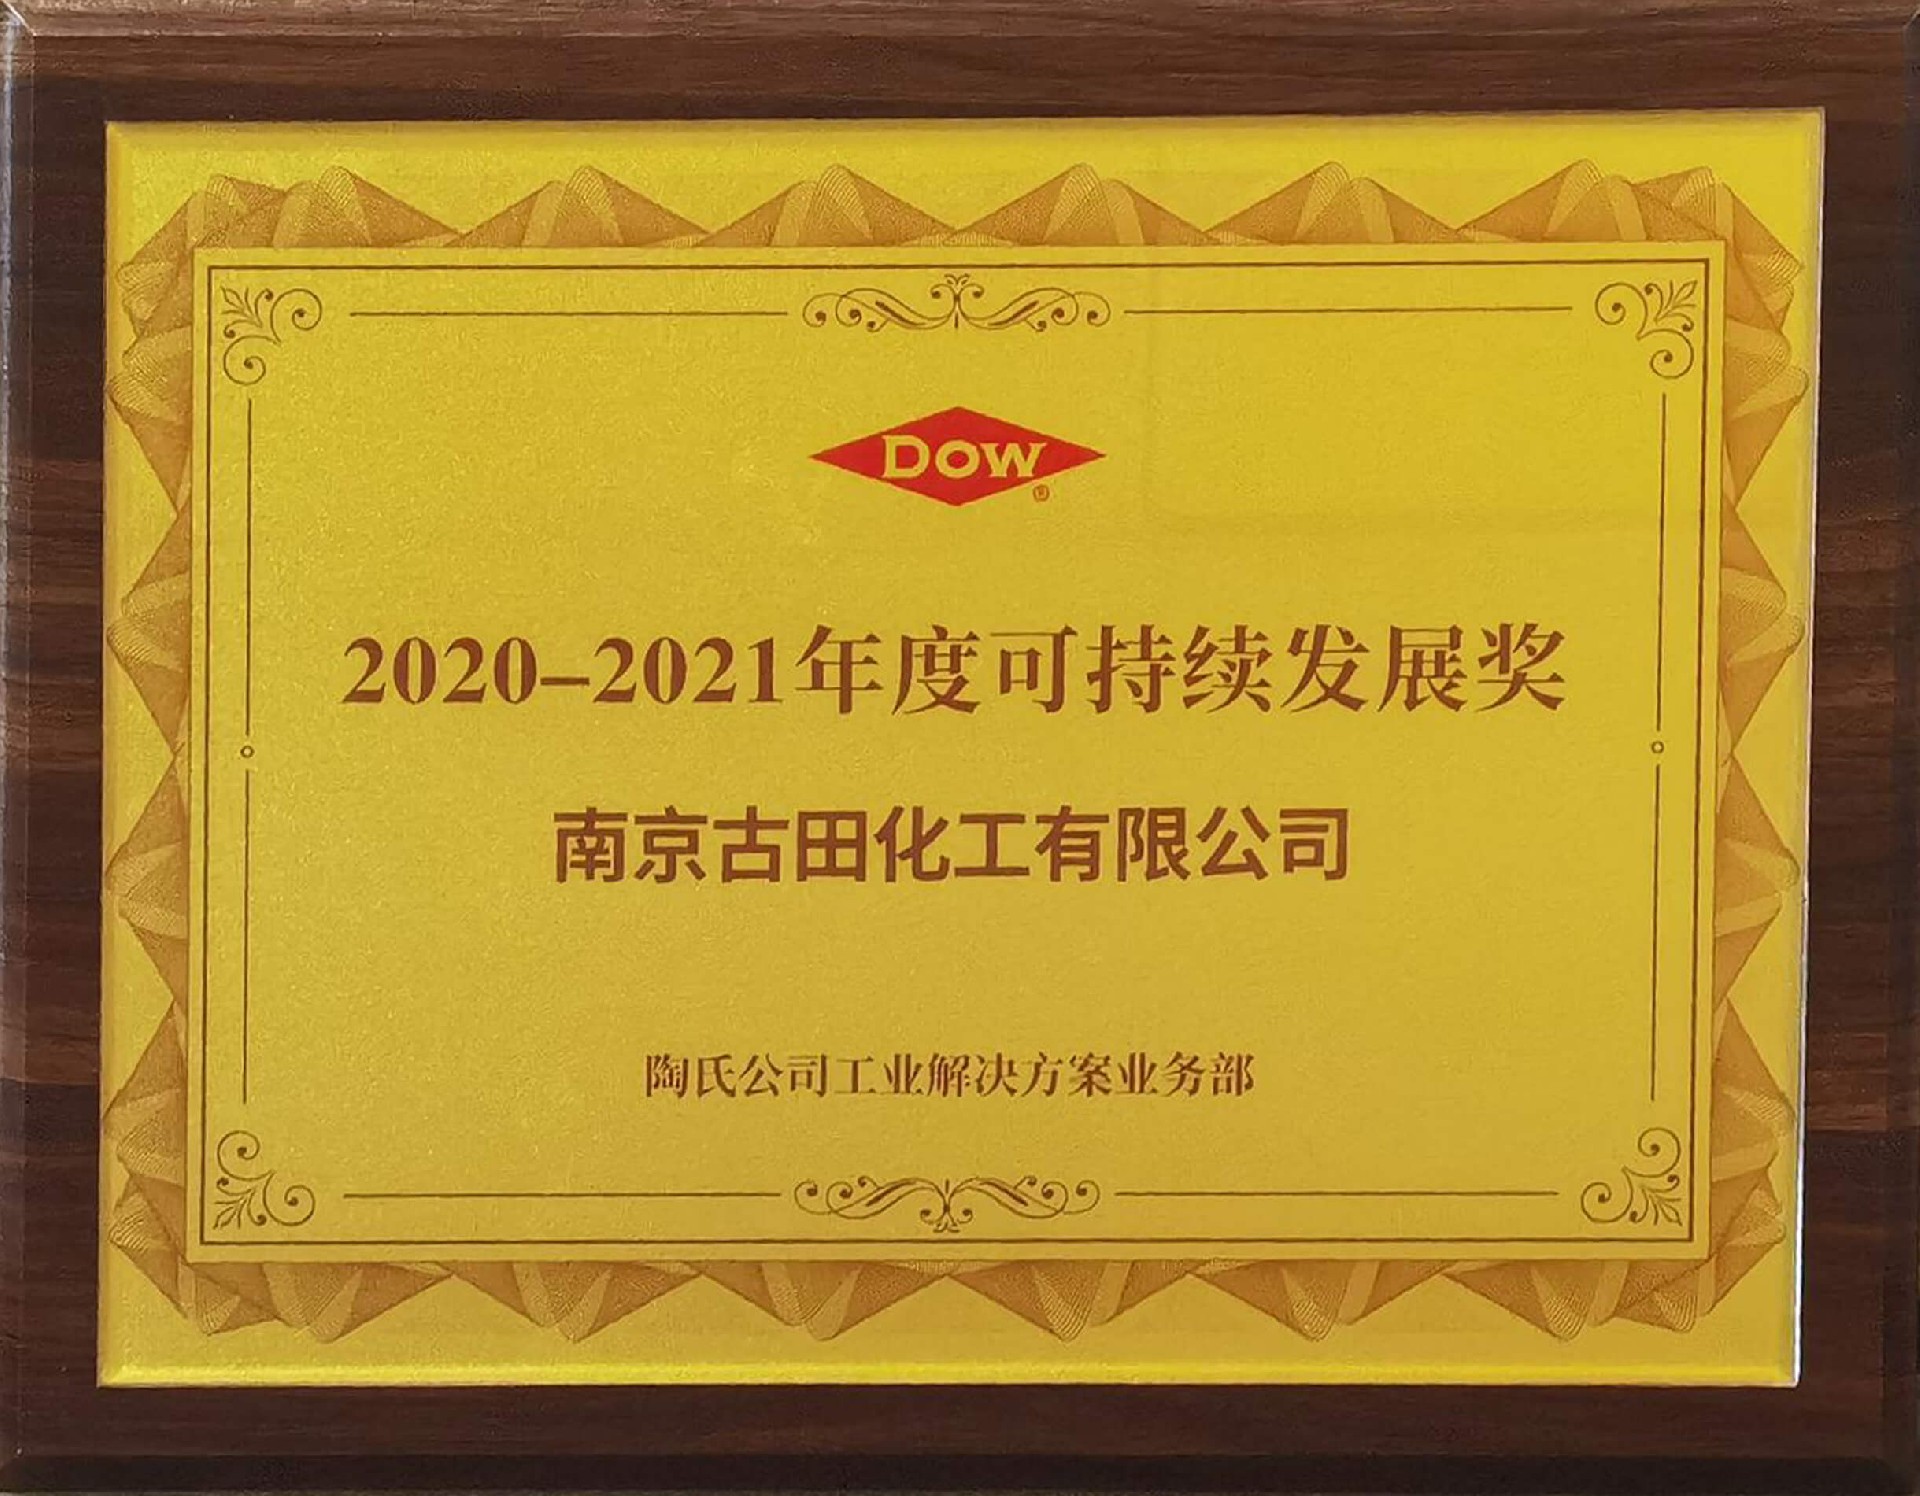 DOW®
2020-2021年度可持续发展奖
南京古田化工有限公司
陶氏公司工业解决方案业务部